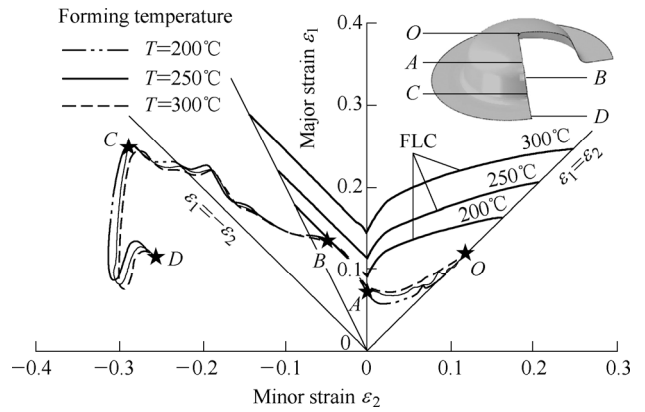 Forming temperature
T=200℃
T=250℃
T=300℃
Major strain ε1
0.4
0.3
0.2
0.1
0
O
A
C
B
D
FLC
300℃
250℃
200℃
ε1=ε2
ε1=−ε2
C
D
B
A
O
−0.4
−0.3
−0.2
−0.1
0
0.1
0.2
0.3
Minor strain ε2